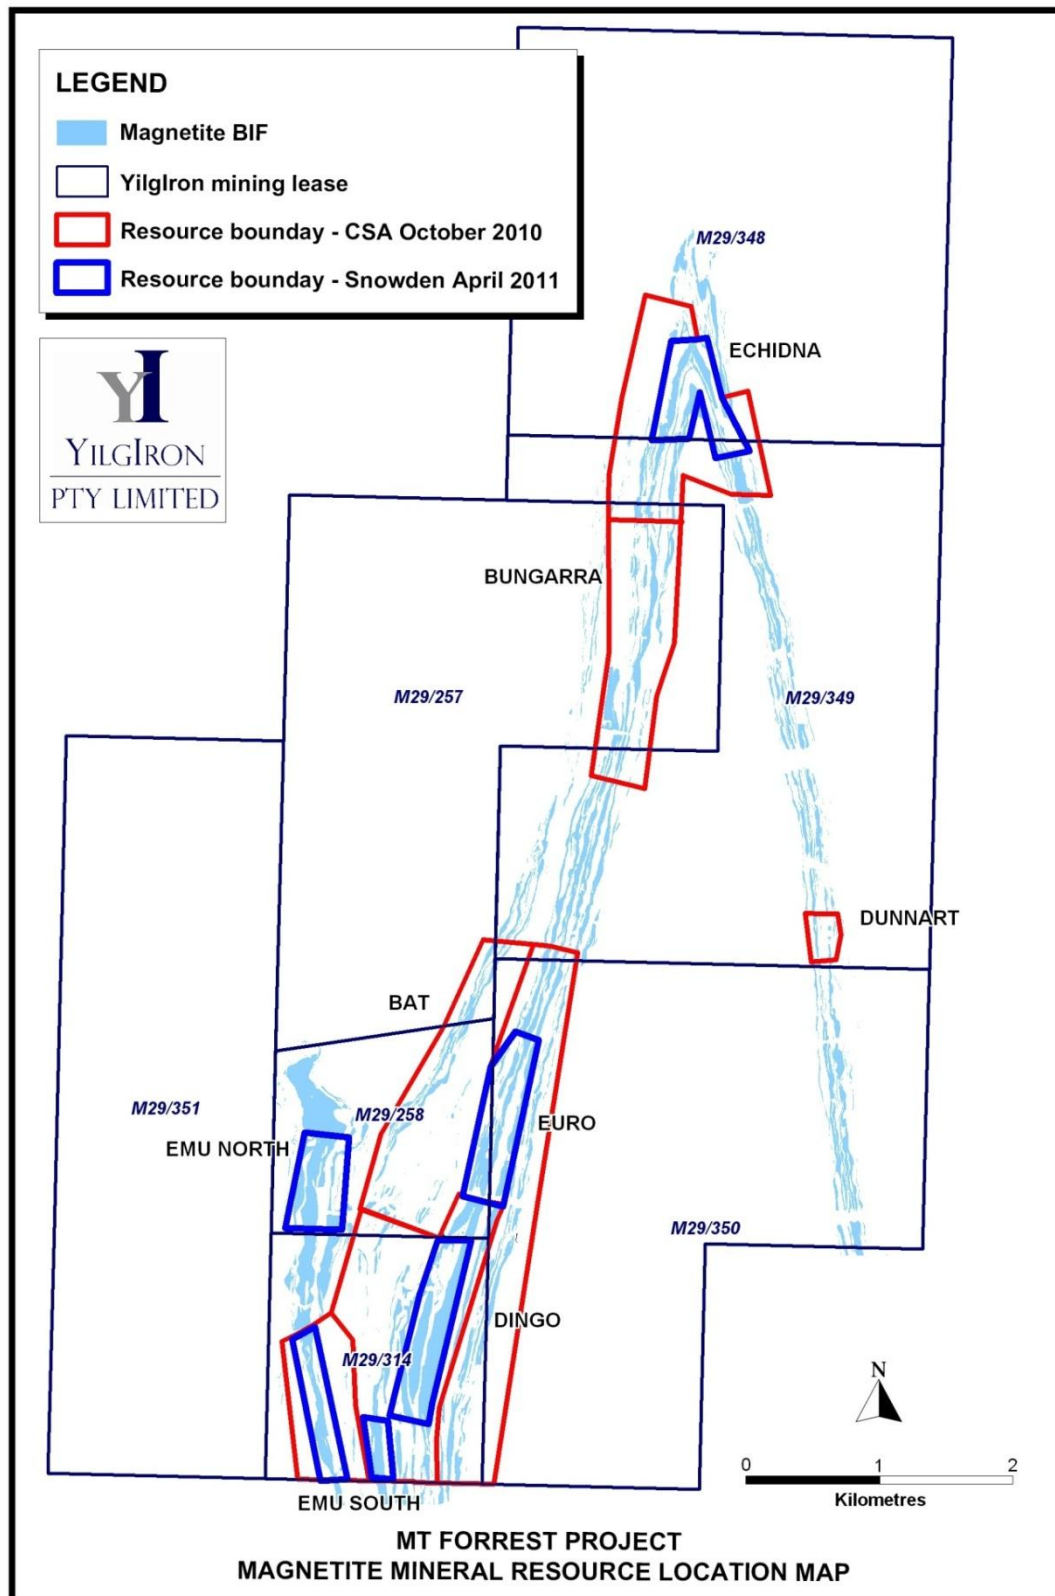 LEGEND
Magnetite BIF
YilgIron mining lease
Resource bounday - CSA October 2010
Resource bounday - Snowden April 2011
YI
YILGIRON
PTY LIMITED
M29/348
ECHIDNA
BUNGARRA
M29/257
M29/349
DUNNART
BAT
M29/351
M29/258
EURO
EMU NORTH
M29/350
DINGO
M29/314
N
0 1 2
Kilometres
EMU SOUTH
MT FORREST PROJECT
MAGNETITE MINERAL RESOURCE LOCATION MAP